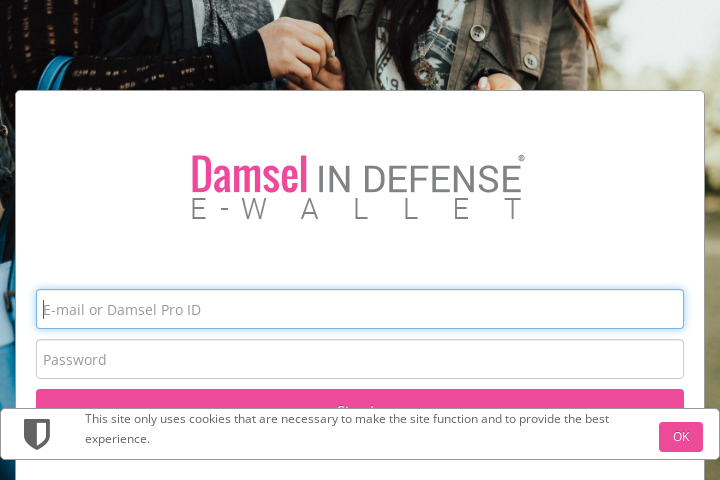 Damsel IN DEFENSE®
E-WALLET
E-mail or Damsel Pro ID
Password
This site only uses cookies that are necessary to make the site function and to provide the best
experience.
OK